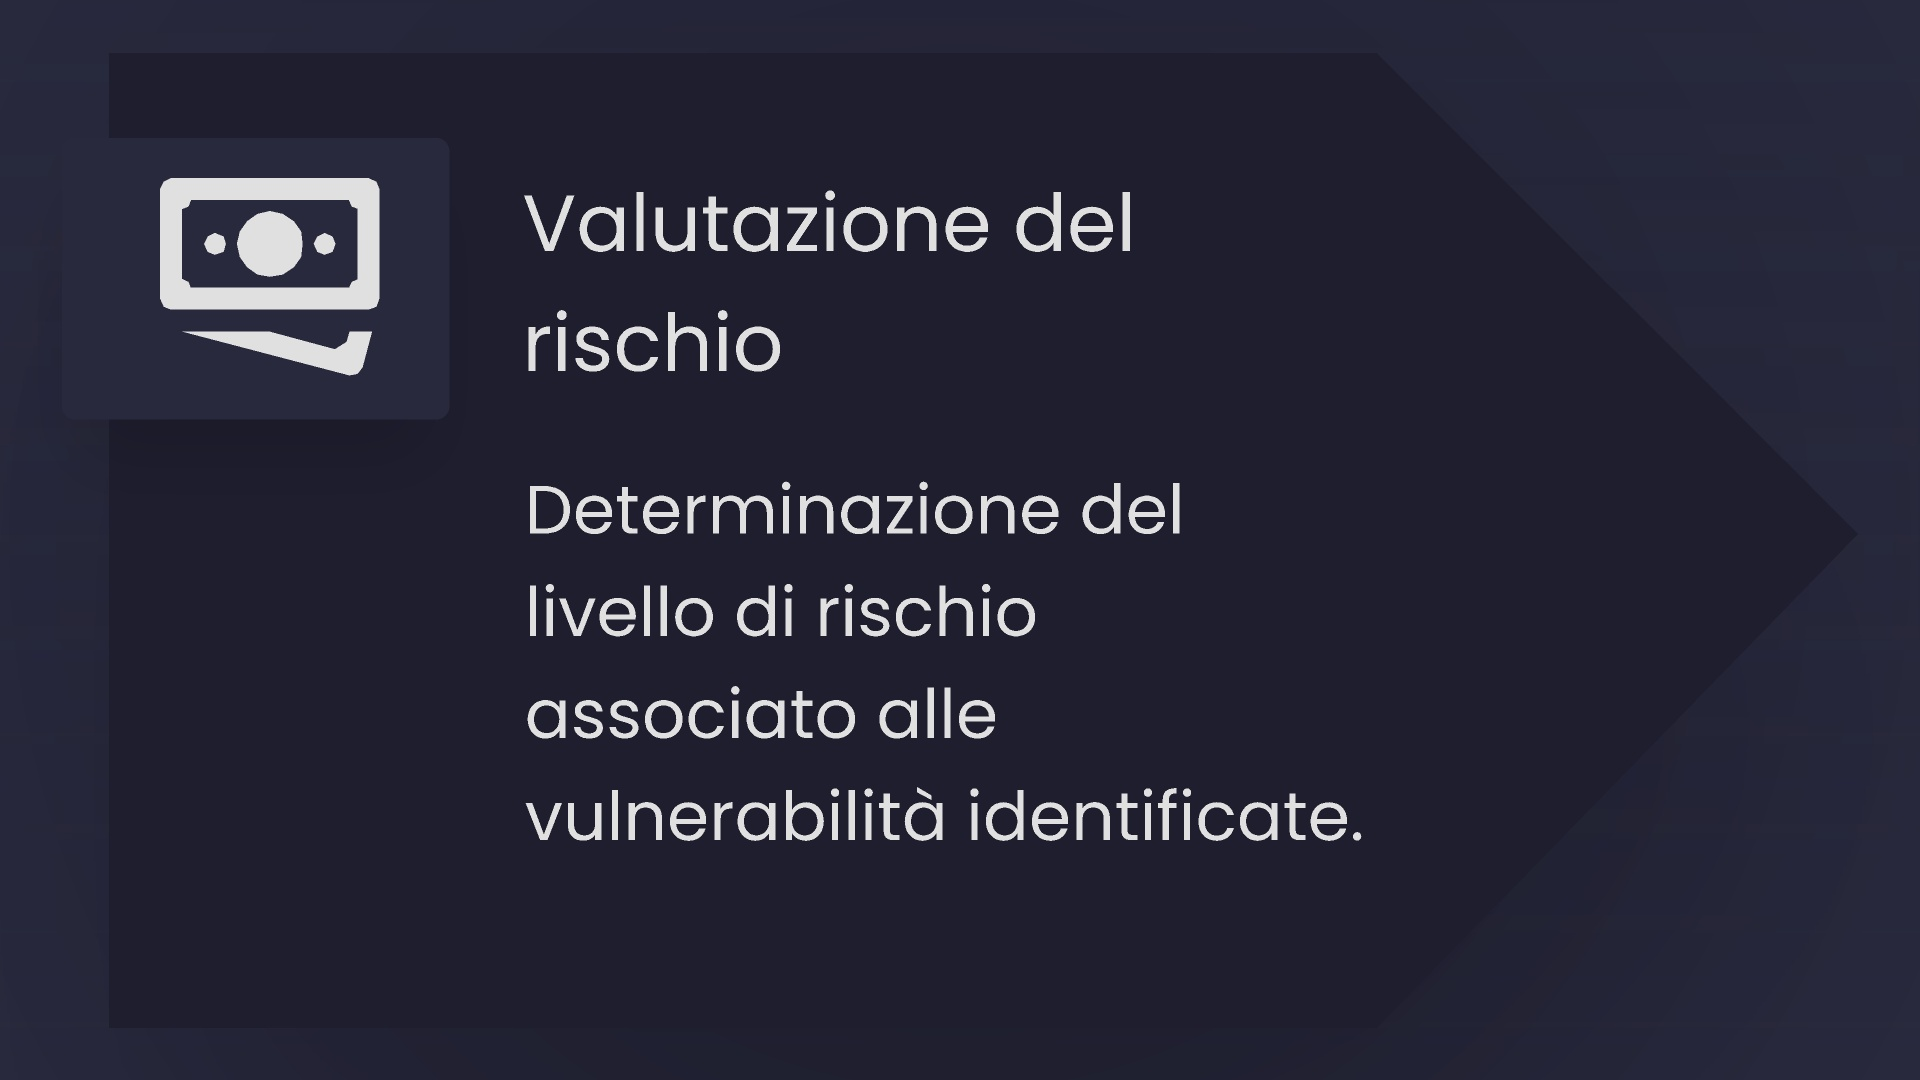 Valutazione del
rischio
Determinazione del
livello di rischio
associato alle
vulnerabilità identificate.